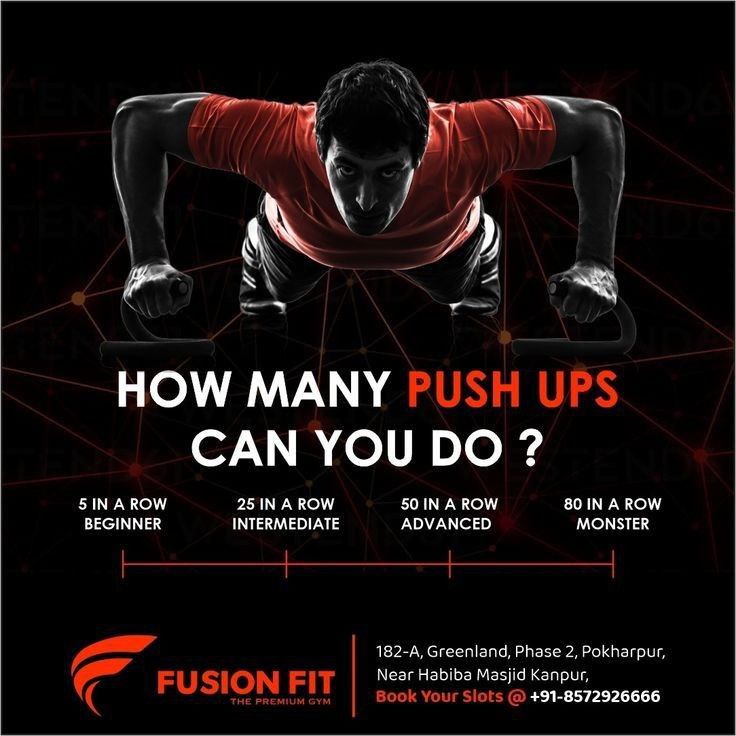 HOW MANY PUSH UPS
CAN YOU DO ?
5 IN A ROW
BEGINNER
25 IN A ROW
INTERMEDIATE
50 IN A ROW
ADVANCED
80 IN A ROW
MONSTER
FUSION FIT
THE PREMIUM GYM
182-A, Greenland, Phase 2, Pokharpur,
Near Habiba Masjid Kanpur,
Book Your Slots @ +91-8572926666